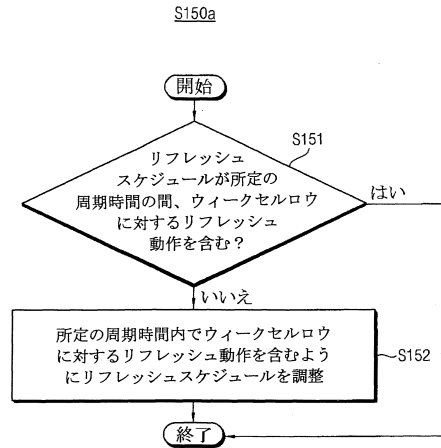 S150a
開始
S151
リフレッシュ
スケジュールが所定の
周期時間の間、ウィークセルロウ
に対するリフレッシュ
動作を含む？
はい
いいえ
所定の周期時間内でウィークセルロウ
に対するリフレッシュ動作を含むよう
にリフレッシュスケジュールを調整
S152
終了